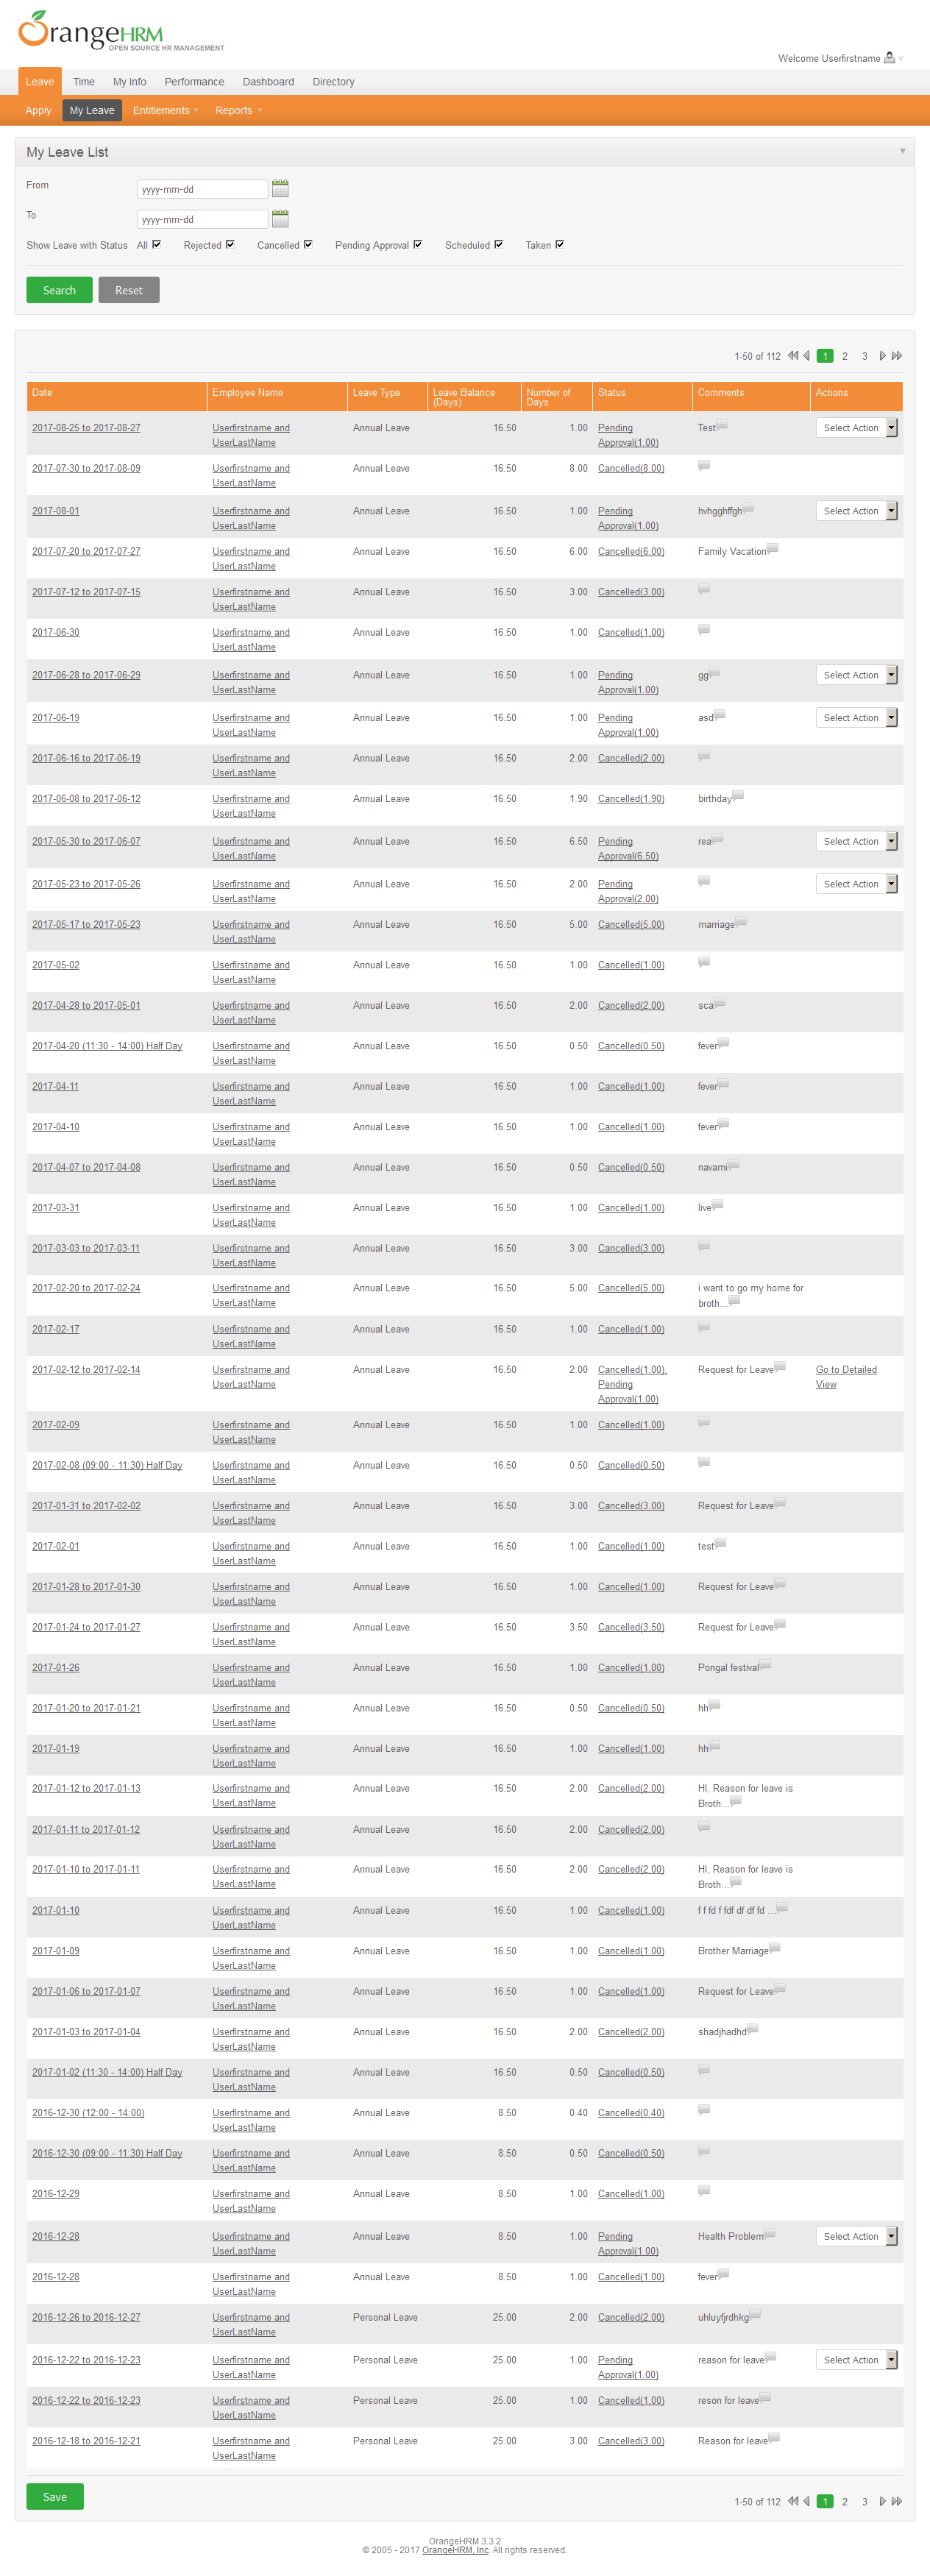 OrangeHRM
OPEN SOURCE HR MANAGEMENT
Welcome Userfirstname
Leave Time My Info Performance Dashboard Directory
Apply My Leave Entitlements Reports
My Leave List
From yyyy-mm-dd
To yyyy-mm-dd
Show Leave with Status All Rejected Cancelled Pending Approval Scheduled Taken
Search Reset
1-50 of 112 1 2 3
Date Employee Name Leave Type Leave Balance (Days) Number of Days Status Comments Actions
2017-08-25 to 2017-08-27 Userfirstname and UserLastName Annual Leave 16.50 1.00 Pending Approval(1.00) Test Select Action
2017-07-30 to 2017-08-09 Userfirstname and UserLastName Annual Leave 16.50 8.00 Cancelled(8.00)
2017-08-01 Userfirstname and UserLastName Annual Leave 16.50 1.00 Pending Approval(1.00) hvhgghffgh Select Action
2017-07-20 to 2017-07-27 Userfirstname and UserLastName Annual Leave 16.50 6.00 Cancelled(6.00) Family Vacation
2017-07-12 to 2017-07-15 Userfirstname and UserLastName Annual Leave 16.50 3.00 Cancelled(3.00)
2017-06-30 Userfirstname and UserLastName Annual Leave 16.50 1.00 Cancelled(1.00)
2017-06-28 to 2017-06-29 Userfirstname and UserLastName Annual Leave 16.50 1.00 Pending Approval(1.00) gg Select Action
2017-06-19 Userfirstname and UserLastName Annual Leave 16.50 1.00 Pending Approval(1.00) asd Select Action
2017-06-16 to 2017-06-19 Userfirstname and UserLastName Annual Leave 16.50 2.00 Cancelled(2.00)
2017-06-08 to 2017-06-12 Userfirstname and UserLastName Annual Leave 16.50 1.90 Cancelled(1.90) birthday
2017-05-30 to 2017-06-07 Userfirstname and UserLastName Annual Leave 16.50 6.50 Pending Approval(6.50) rea Select Action
2017-05-23 to 2017-05-26 Userfirstname and UserLastName Annual Leave 16.50 2.00 Pending Approval(2.00) Select Action
2017-05-17 to 2017-05-23 Userfirstname and UserLastName Annual Leave 16.50 5.00 Cancelled(5.00) marriage
2017-05-02 Userfirstname and UserLastName Annual Leave 16.50 1.00 Cancelled(1.00)
2017-04-28 to 2017-05-01 Userfirstname and UserLastName Annual Leave 16.50 2.00 Cancelled(2.00) sca
2017-04-20 (11:30 - 14:00) Half Day Userfirstname and UserLastName Annual Leave 16.50 0.50 Cancelled(0.50) fever
2017-04-11 Userfirstname and UserLastName Annual Leave 16.50 1.00 Cancelled(1.00) fever
2017-04-10 Userfirstname and UserLastName Annual Leave 16.50 1.00 Cancelled(1.00) fever
2017-04-07 to 2017-04-08 Userfirstname and UserLastName Annual Leave 16.50 0.50 Cancelled(0.50) navami
2017-03-31 Userfirstname and UserLastName Annual Leave 16.50 1.00 Cancelled(1.00) live
2017-03-03 to 2017-03-11 Userfirstname and UserLastName Annual Leave 16.50 3.00 Cancelled(3.00)
2017-02-20 to 2017-02-24 Userfirstname and UserLastName Annual Leave 16.50 5.00 Cancelled(5.00) i want to go my home for broth...
2017-02-17 Userfirstname and UserLastName Annual Leave 16.50 1.00 Cancelled(1.00)
2017-02-12 to 2017-02-14 Userfirstname and UserLastName Annual Leave 16.50 2.00 Cancelled(1.00), Pending Approval(1.00) Request for Leave Go to Detailed View
2017-02-09 Userfirstname and UserLastName Annual Leave 16.50 1.00 Cancelled(1.00)
2017-02-08 (09:00 - 11:30) Half Day Userfirstname and UserLastName Annual Leave 16.50 0.50 Cancelled(0.50)
2017-01-31 to 2017-02-02 Userfirstname and UserLastName Annual Leave 16.50 3.00 Cancelled(3.00) Request for Leave
2017-02-01 Userfirstname and UserLastName Annual Leave 16.50 1.00 Cancelled(1.00) test
2017-01-28 to 2017-01-30 Userfirstname and UserLastName Annual Leave 16.50 1.00 Cancelled(1.00) Request for Leave
2017-01-24 to 2017-01-27 Userfirstname and UserLastName Annual Leave 16.50 3.50 Cancelled(3.50) Request for Leave
2017-01-26 Userfirstname and UserLastName Annual Leave 16.50 1.00 Cancelled(1.00) Pongal festival
2017-01-20 to 2017-01-21 Userfirstname and UserLastName Annual Leave 16.50 0.50 Cancelled(0.50) hh
2017-01-19 Userfirstname and UserLastName Annual Leave 16.50 1.00 Cancelled(1.00) hh
2017-01-12 to 2017-01-13 Userfirstname and UserLastName Annual Leave 16.50 2.00 Cancelled(2.00) HI, Reason for leave is Broth...
2017-01-11 to 2017-01-12 Userfirstname and UserLastName Annual Leave 16.50 2.00 Cancelled(2.00)
2017-01-10 to 2017-01-11 Userfirstname and UserLastName Annual Leave 16.50 2.00 Cancelled(2.00) HI, Reason for leave is Broth...
2017-01-10 Userfirstname and UserLastName Annual Leave 16.50 1.00 Cancelled(1.00) f f fd f fdf df df fd ...
2017-01-09 Userfirstname and UserLastName Annual Leave 16.50 1.00 Cancelled(1.00) Brother Marriage
2017-01-06 to 2017-01-07 Userfirstname and UserLastName Annual Leave 16.50 1.00 Cancelled(1.00) Request for Leave
2017-01-03 to 2017-01-04 Userfirstname and UserLastName Annual Leave 16.50 2.00 Cancelled(2.00) shadjhadhd
2017-01-02 (11:30 - 14:00) Half Day Userfirstname and UserLastName Annual Leave 16.50 0.50 Cancelled(0.50)
2016-12-30 (12:00 - 14:00) Userfirstname and UserLastName Annual Leave 8.50 0.40 Cancelled(0.40)
2016-12-30 (09:00 - 11:30) Half Day Userfirstname and UserLastName Annual Leave 8.50 0.50 Cancelled(0.50)
2016-12-29 Userfirstname and UserLastName Annual Leave 8.50 1.00 Cancelled(1.00)
2016-12-28 Userfirstname and UserLastName Annual Leave 8.50 1.00 Pending Approval(1.00) Health Problem Select Action
2016-12-28 Userfirstname and UserLastName Annual Leave 8.50 1.00 Cancelled(1.00) fever
2016-12-26 to 2016-12-27 Userfirstname and UserLastName Personal Leave 25.00 2.00 Cancelled(2.00) uhluyfjrdhkg
2016-12-22 to 2016-12-23 Userfirstname and UserLastName Personal Leave 25.00 1.00 Pending Approval(1.00) reason for leave Select Action
2016-12-22 to 2016-12-23 Userfirstname and UserLastName Personal Leave 25.00 1.00 Cancelled(1.00) reson for leave
2016-12-18 to 2016-12-21 Userfirstname and UserLastName Personal Leave 25.00 3.00 Cancelled(3.00) Reason for leave
Save 1-50 of 112 1 2 3
OrangeHRM 3.3.2
© 2005 - 2017 OrangeHRM, Inc. All rights reserved.